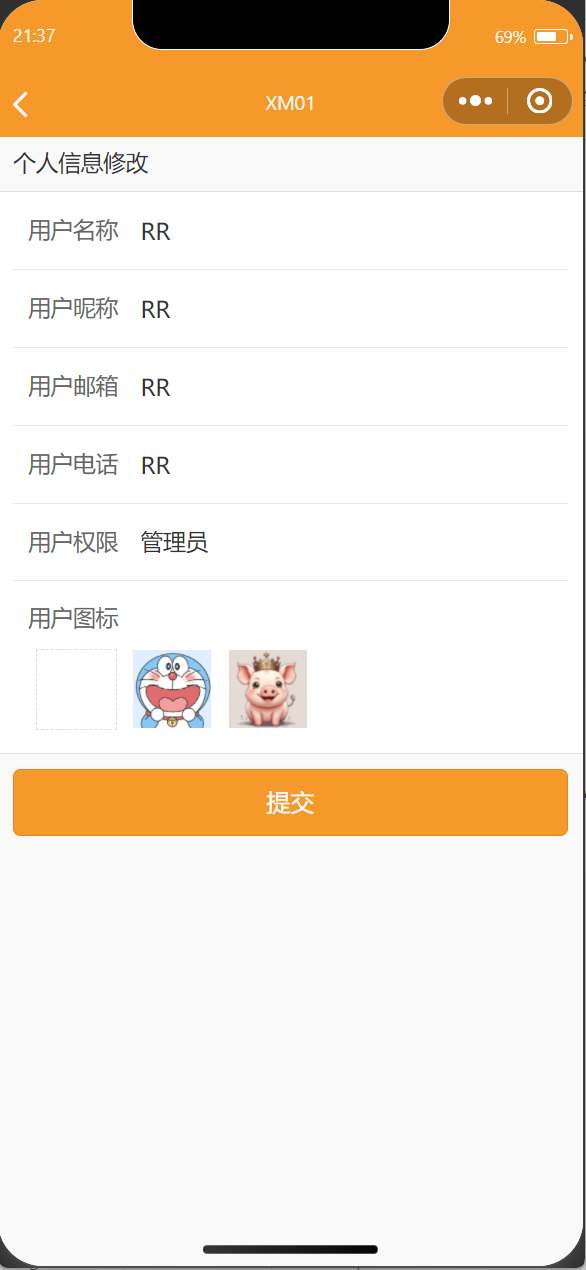 21:37
69%
XM01
个人信息修改
用户名称 RR
用户昵称 RR
用户邮箱 RR
用户电话 RR
用户权限 管理员
用户图标
提交